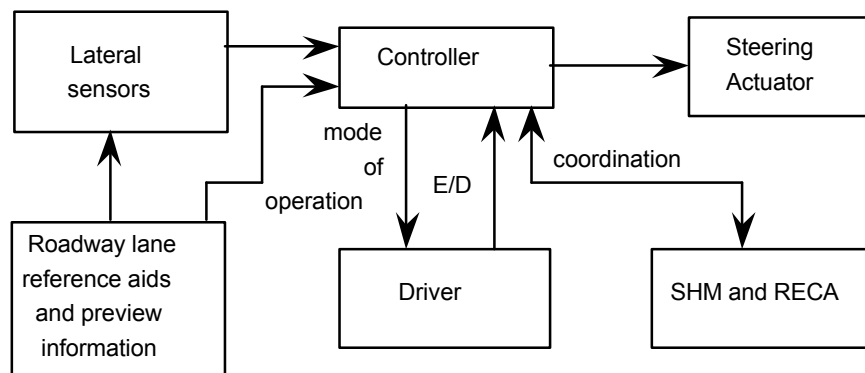 Lateral
sensors
Controller
Steering
Actuator
mode
of
operation
E/D
coordination
Roadway lane
reference aids
and preview
information
Driver
SHM and RECA